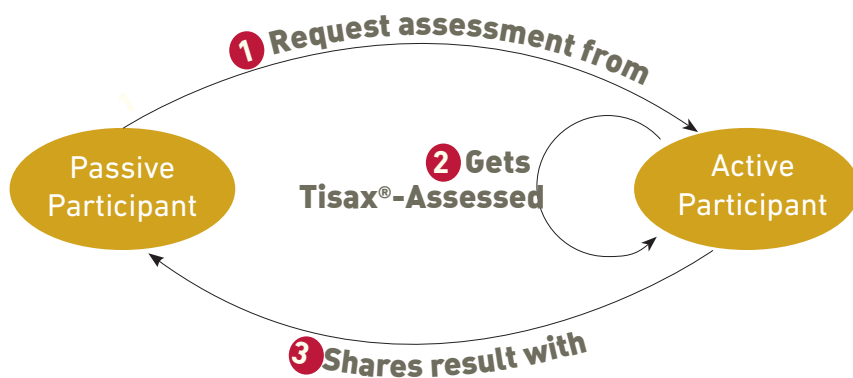 1 Request assessment from
Passive
Participant
2 Gets
Tisax®-Assessed
Active
Participant
3 Shares result with